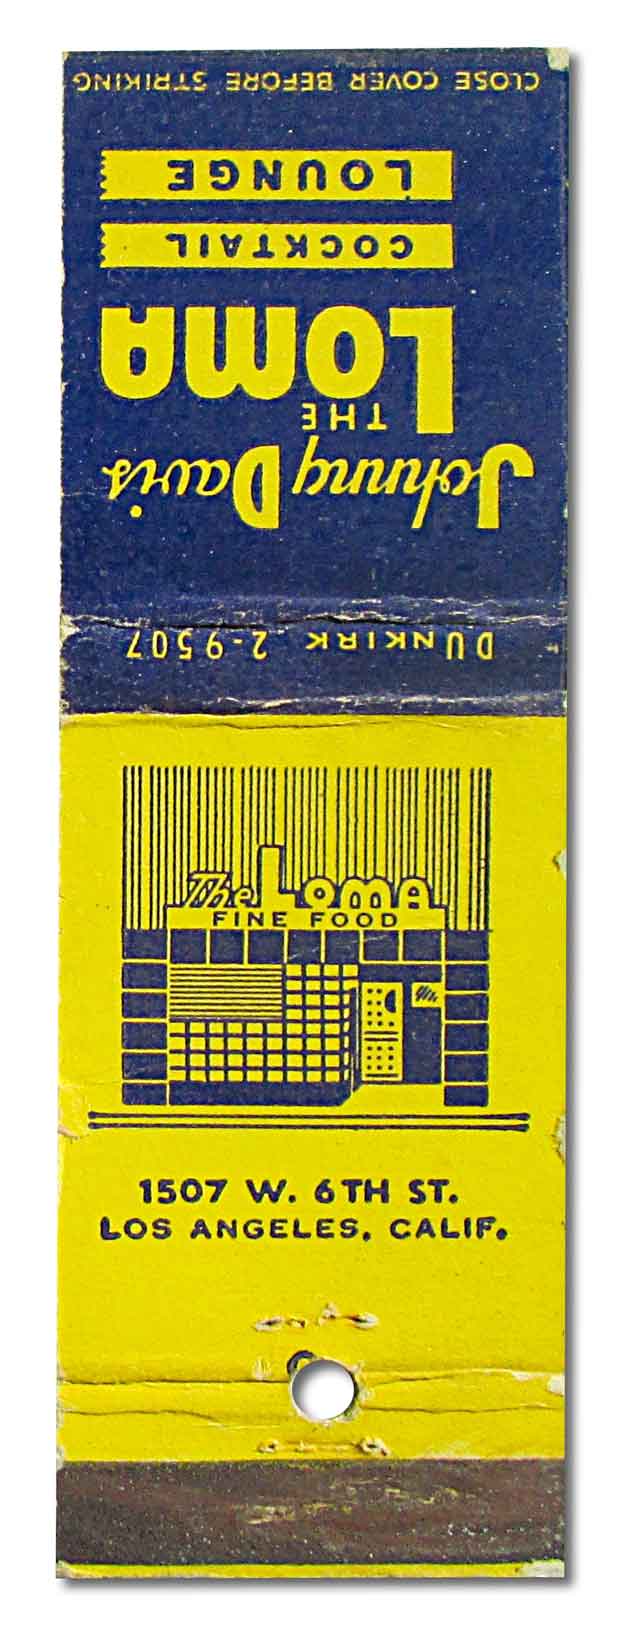 CLOSE COVER BEFORE STRIKING
Johnny Davis
THE
LOMA
COCKTAIL
LOUNGE
DUNKIRK 2-9507
The Loma
FINE FOOD
1507 W. 6TH ST.
LOS ANGELES, CALIF.